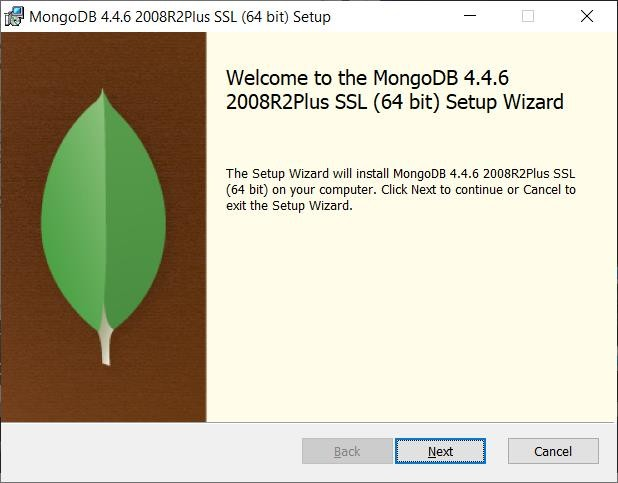 MongoDB 4.4.6 2008R2Plus SSL (64 bit) Setup
Welcome to the MongoDB 4.4.6
2008R2Plus SSL (64 bit) Setup Wizard
The Setup Wizard will install MongoDB 4.4.6 2008R2Plus SSL
(64 bit) on your computer. Click Next to continue or Cancel to
exit the Setup Wizard.
Back Next Cancel